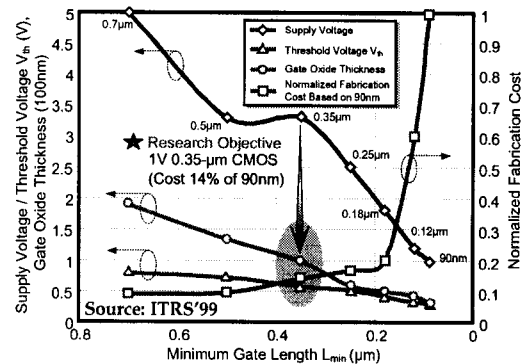 Supply Voltage / Threshold Voltage Vth (V),
Gate Oxide Thickness (100nm)
5
4.5
4
3.5
3
2.5
2
1.5
1
0.5
0
Supply Voltage
Threshold Voltage Vth
Gate Oxide Thickness
Normalized Fabrication
Cost Based on 90nm
0.7µm
0.5µm
0.35µm
0.25µm
0.18µm
0.12µm
90nm
★ Research Objective
1V 0.35-µm CMOS
(Cost 14% of 90nm)
Source: ITRS'99
1
0.9
0.8
0.7
0.6
0.5
0.4
0.3
0.2
0.1
0
Normalized Fabrication Cost
0.8
0.6
0.4
0.2
0
Minimum Gate Length Lmin (µm)